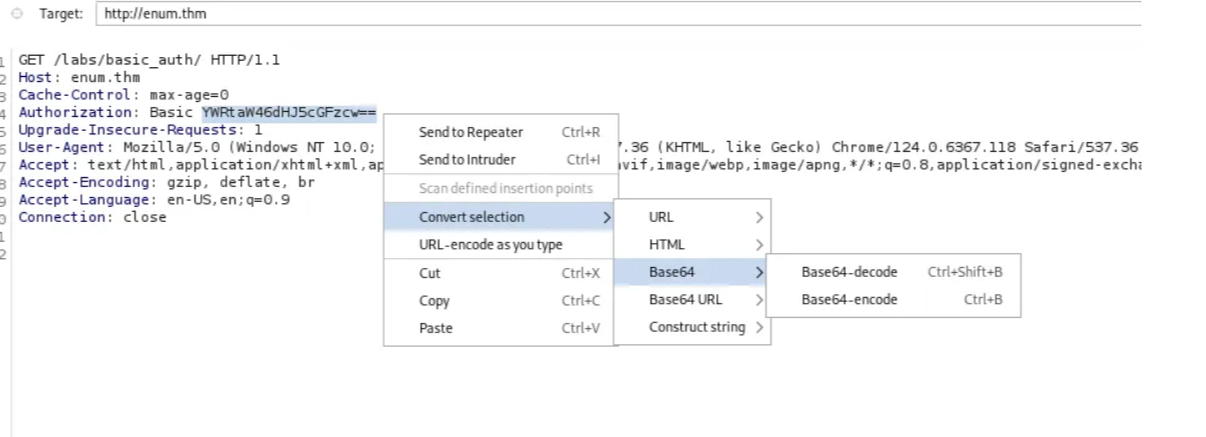 Target: http://enum.thm
1 GET /labs/basic_auth/ HTTP/1.1
2 Host: enum.thm
3 Cache-Control: max-age=0
4 Authorization: Basic YWRtaW46dHJ5cGFzcw==
5 Upgrade-Insecure-Requests: 1
6 User-Agent: Mozilla/5.0 (Windows NT 10.0; 7.36 (KHTML, like Gecko) Chrome/124.0.6367.118 Safari/537.36
7 Accept: text/html,application/xhtml+xml,ap vif,image/webp,image/apng,*/*;q=0.8,application/signed-excha
8 Accept-Encoding: gzip, deflate, br
9 Accept-Language: en-US,en;q=0.9
0 Connection: close
1
2
Send to Repeater Ctrl+R
Send to Intruder Ctrl+I
Scan defined insertion points
Convert selection
URL-encode as you type
Cut Ctrl+X
Copy Ctrl+C
Paste Ctrl+V
URL
HTML
Base64
Base64 URL
Construct string
Base64-decode Ctrl+Shift+B
Base64-encode Ctrl+B